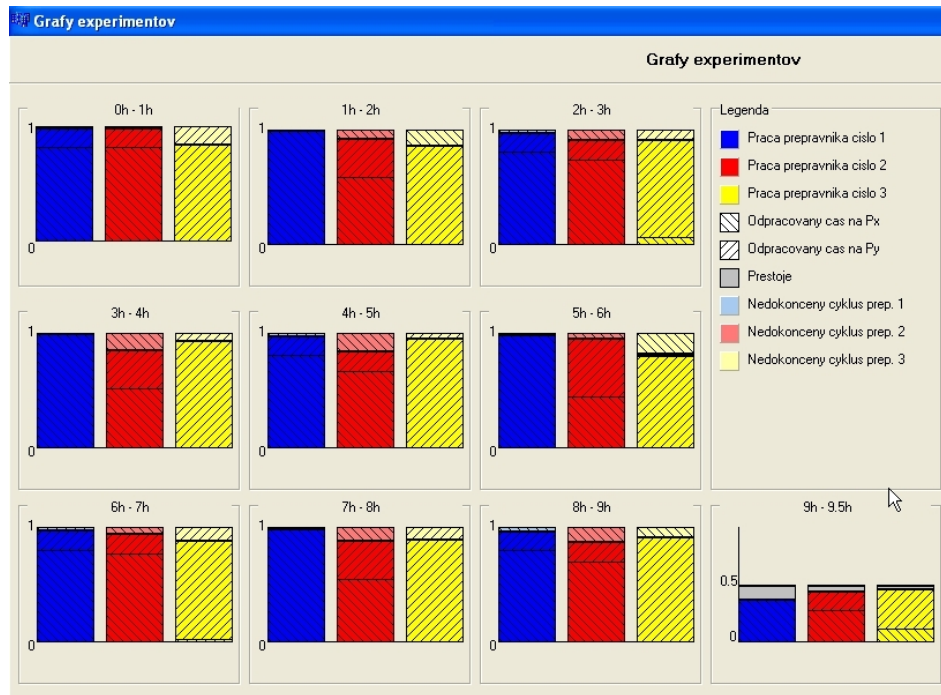 Grafy experimentov
Grafy experimentov
0h - 1h
1
0
1h - 2h
1
0
2h - 3h
1
0
Legenda
Praca prepravnika cislo 1
Praca prepravnika cislo 2
Praca prepravnika cislo 3
Odpracovany cas na Px
Odpracovany cas na Py
Prestoje
Nedokonceny cyklus prep. 1
Nedokonceny cyklus prep. 2
Nedokonceny cyklus prep. 3
3h - 4h
1
0
4h - 5h
1
0
5h - 6h
1
0
6h - 7h
1
0
7h - 8h
1
0
8h - 9h
1
0
9h - 9.5h
0.5
0